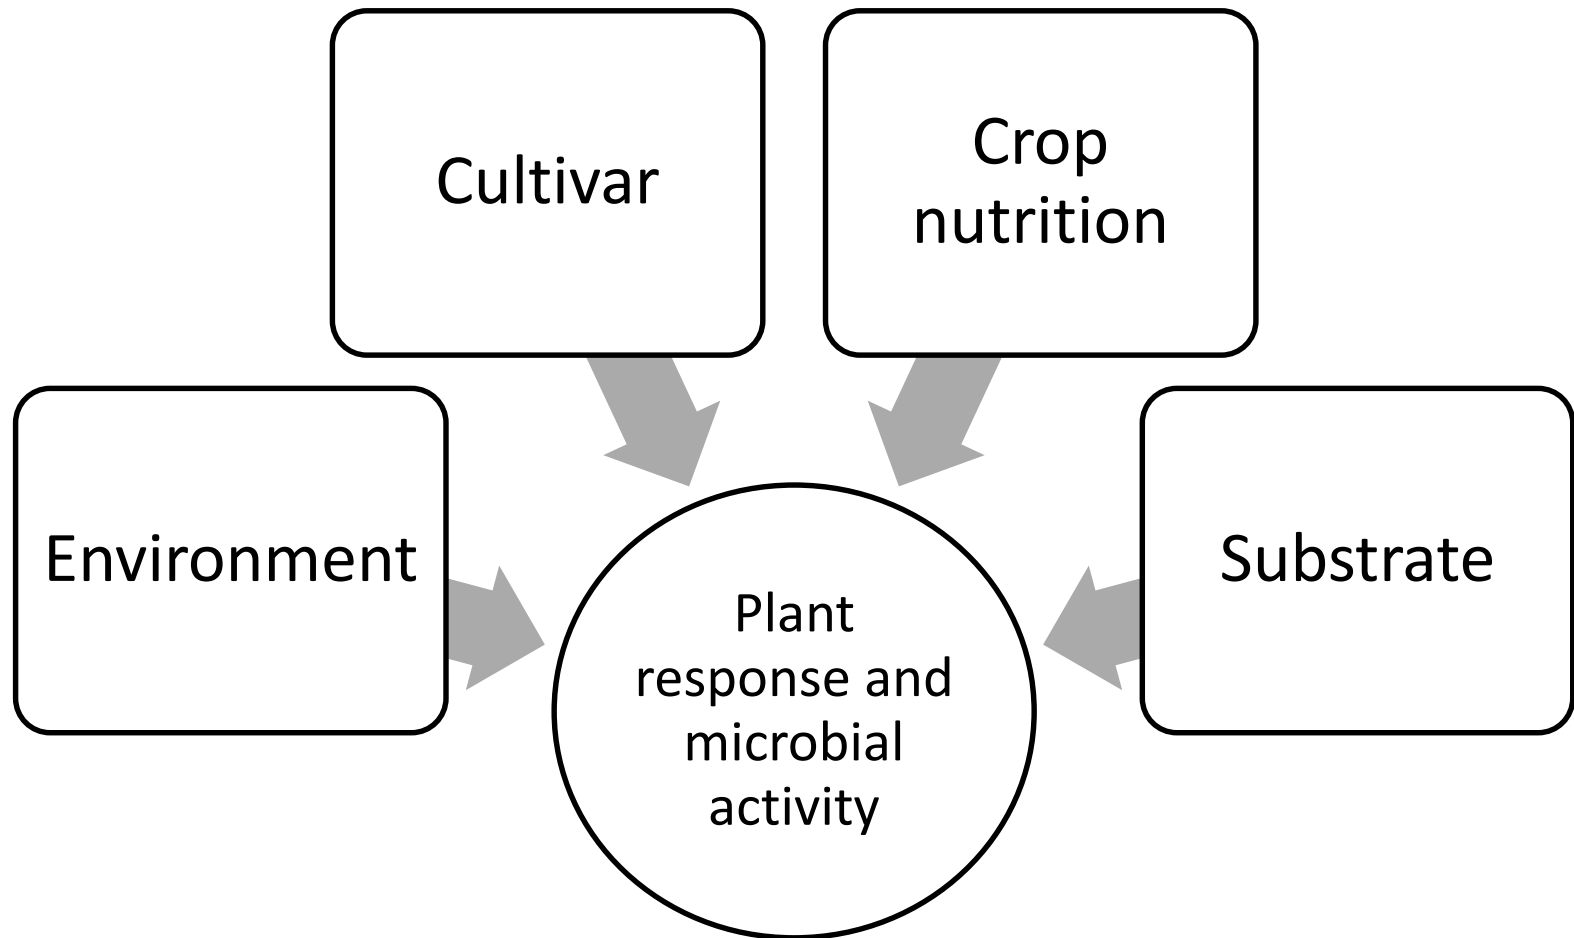 Cultivar
Crop
nutrition
Environment
Substrate
Plant
response and
microbial
activity